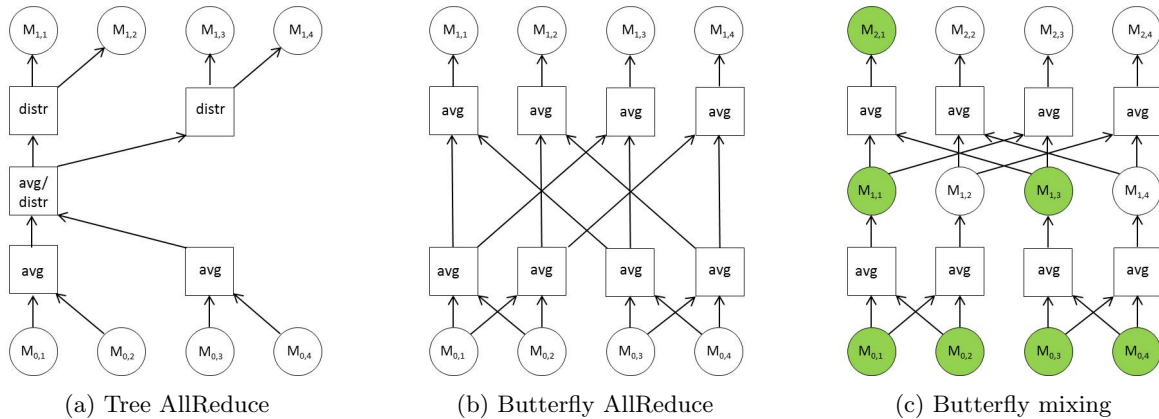 M1,1 M1,2 M1,3 M1,4
distr distr
avg/
distr
avg avg
M0,1 M0,2 M0,3 M0,4
(a) Tree AllReduce
M1,1 M1,2 M1,3 M1,4
avg avg avg avg
avg avg avg avg
M0,1 M0,2 M0,3 M0,4
(b) Butterfly AllReduce
M2,1 M2,2 M2,3 M2,4
avg avg avg avg
M1,1 M1,2 M1,3 M1,4
avg avg avg avg
M0,1 M0,2 M0,3 M0,4
(c) Butterfly mixing